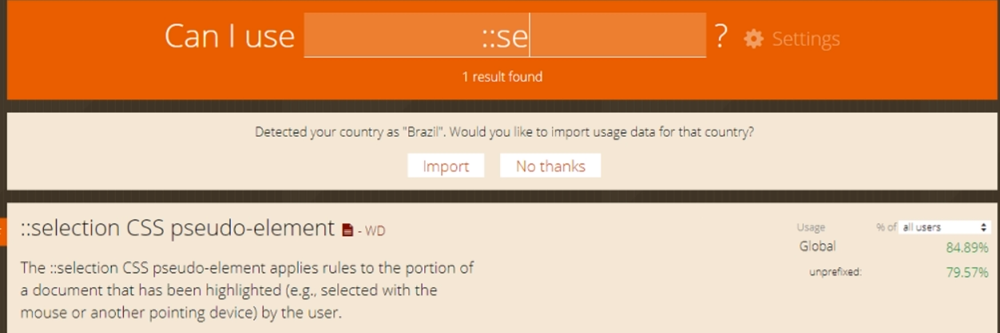 Can I use ::se ? Settings
1 result found
Detected your country as "Brazil". Would you like to import usage data for that country?
Import No thanks
::selection CSS pseudo-element - WD
Usage % of all users
Global 84.89%
unprefixed: 79.57%
The ::selection CSS pseudo-element applies rules to the portion of
a document that has been highlighted (e.g., selected with the
mouse or another pointing device) by the user.